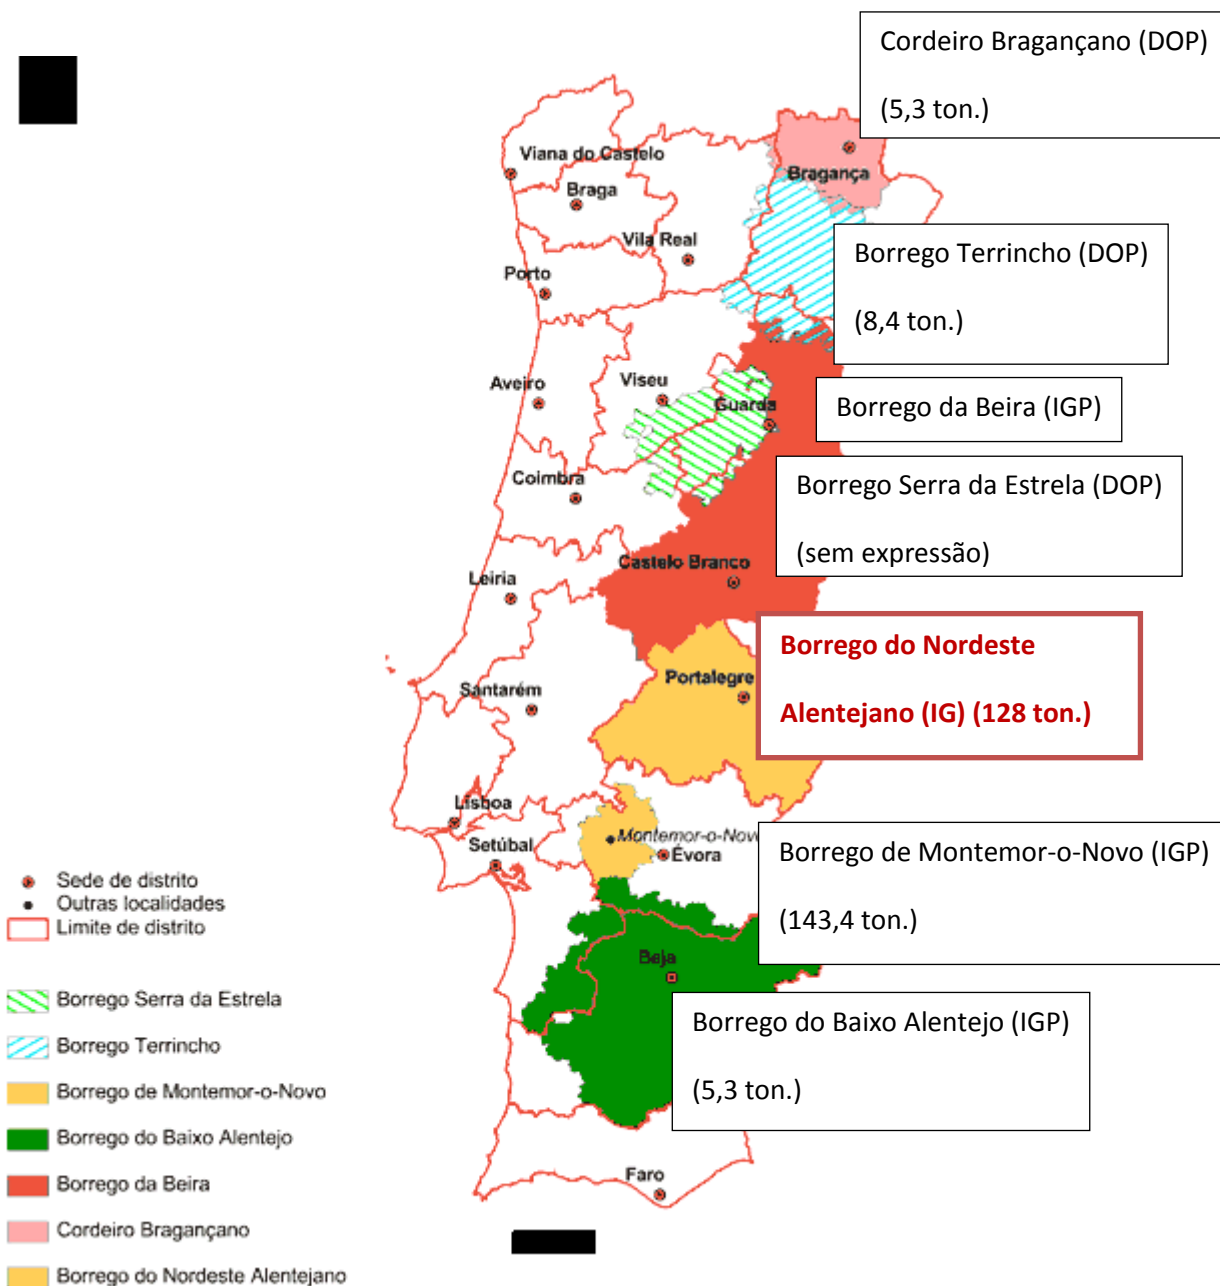 Cordeiro Bragançano (DOP)
(5,3 ton.)
Viana do Castelo
Bragança
Braga
Vila Real
Borrego Terrincho (DOP)
(8,4 ton.)
Porto
Aveiro
Viseu
Guarda
Borrego da Beira (IGP)
Coimbra
Borrego Serra da Estrela (DOP)
(sem expressão)
Castelo Branco
Leiria
Borrego do Nordeste
Alentejano (IG) (128 ton.)
Portalegre
Santarém
Lisboa
Setúbal
Montemor-o-Novo
Évora
Borrego de Montemor-o-Novo (IGP)
(143,4 ton.)
Beja
Borrego do Baixo Alentejo (IGP)
(5,3 ton.)
Faro
Sede de distrito
Outras localidades
Limite de distrito
Borrego Serra da Estrela
Borrego Terrincho
Borrego de Montemor-o-Novo
Borrego do Baixo Alentejo
Borrego da Beira
Cordeiro Bragançano
Borrego do Nordeste Alentejano